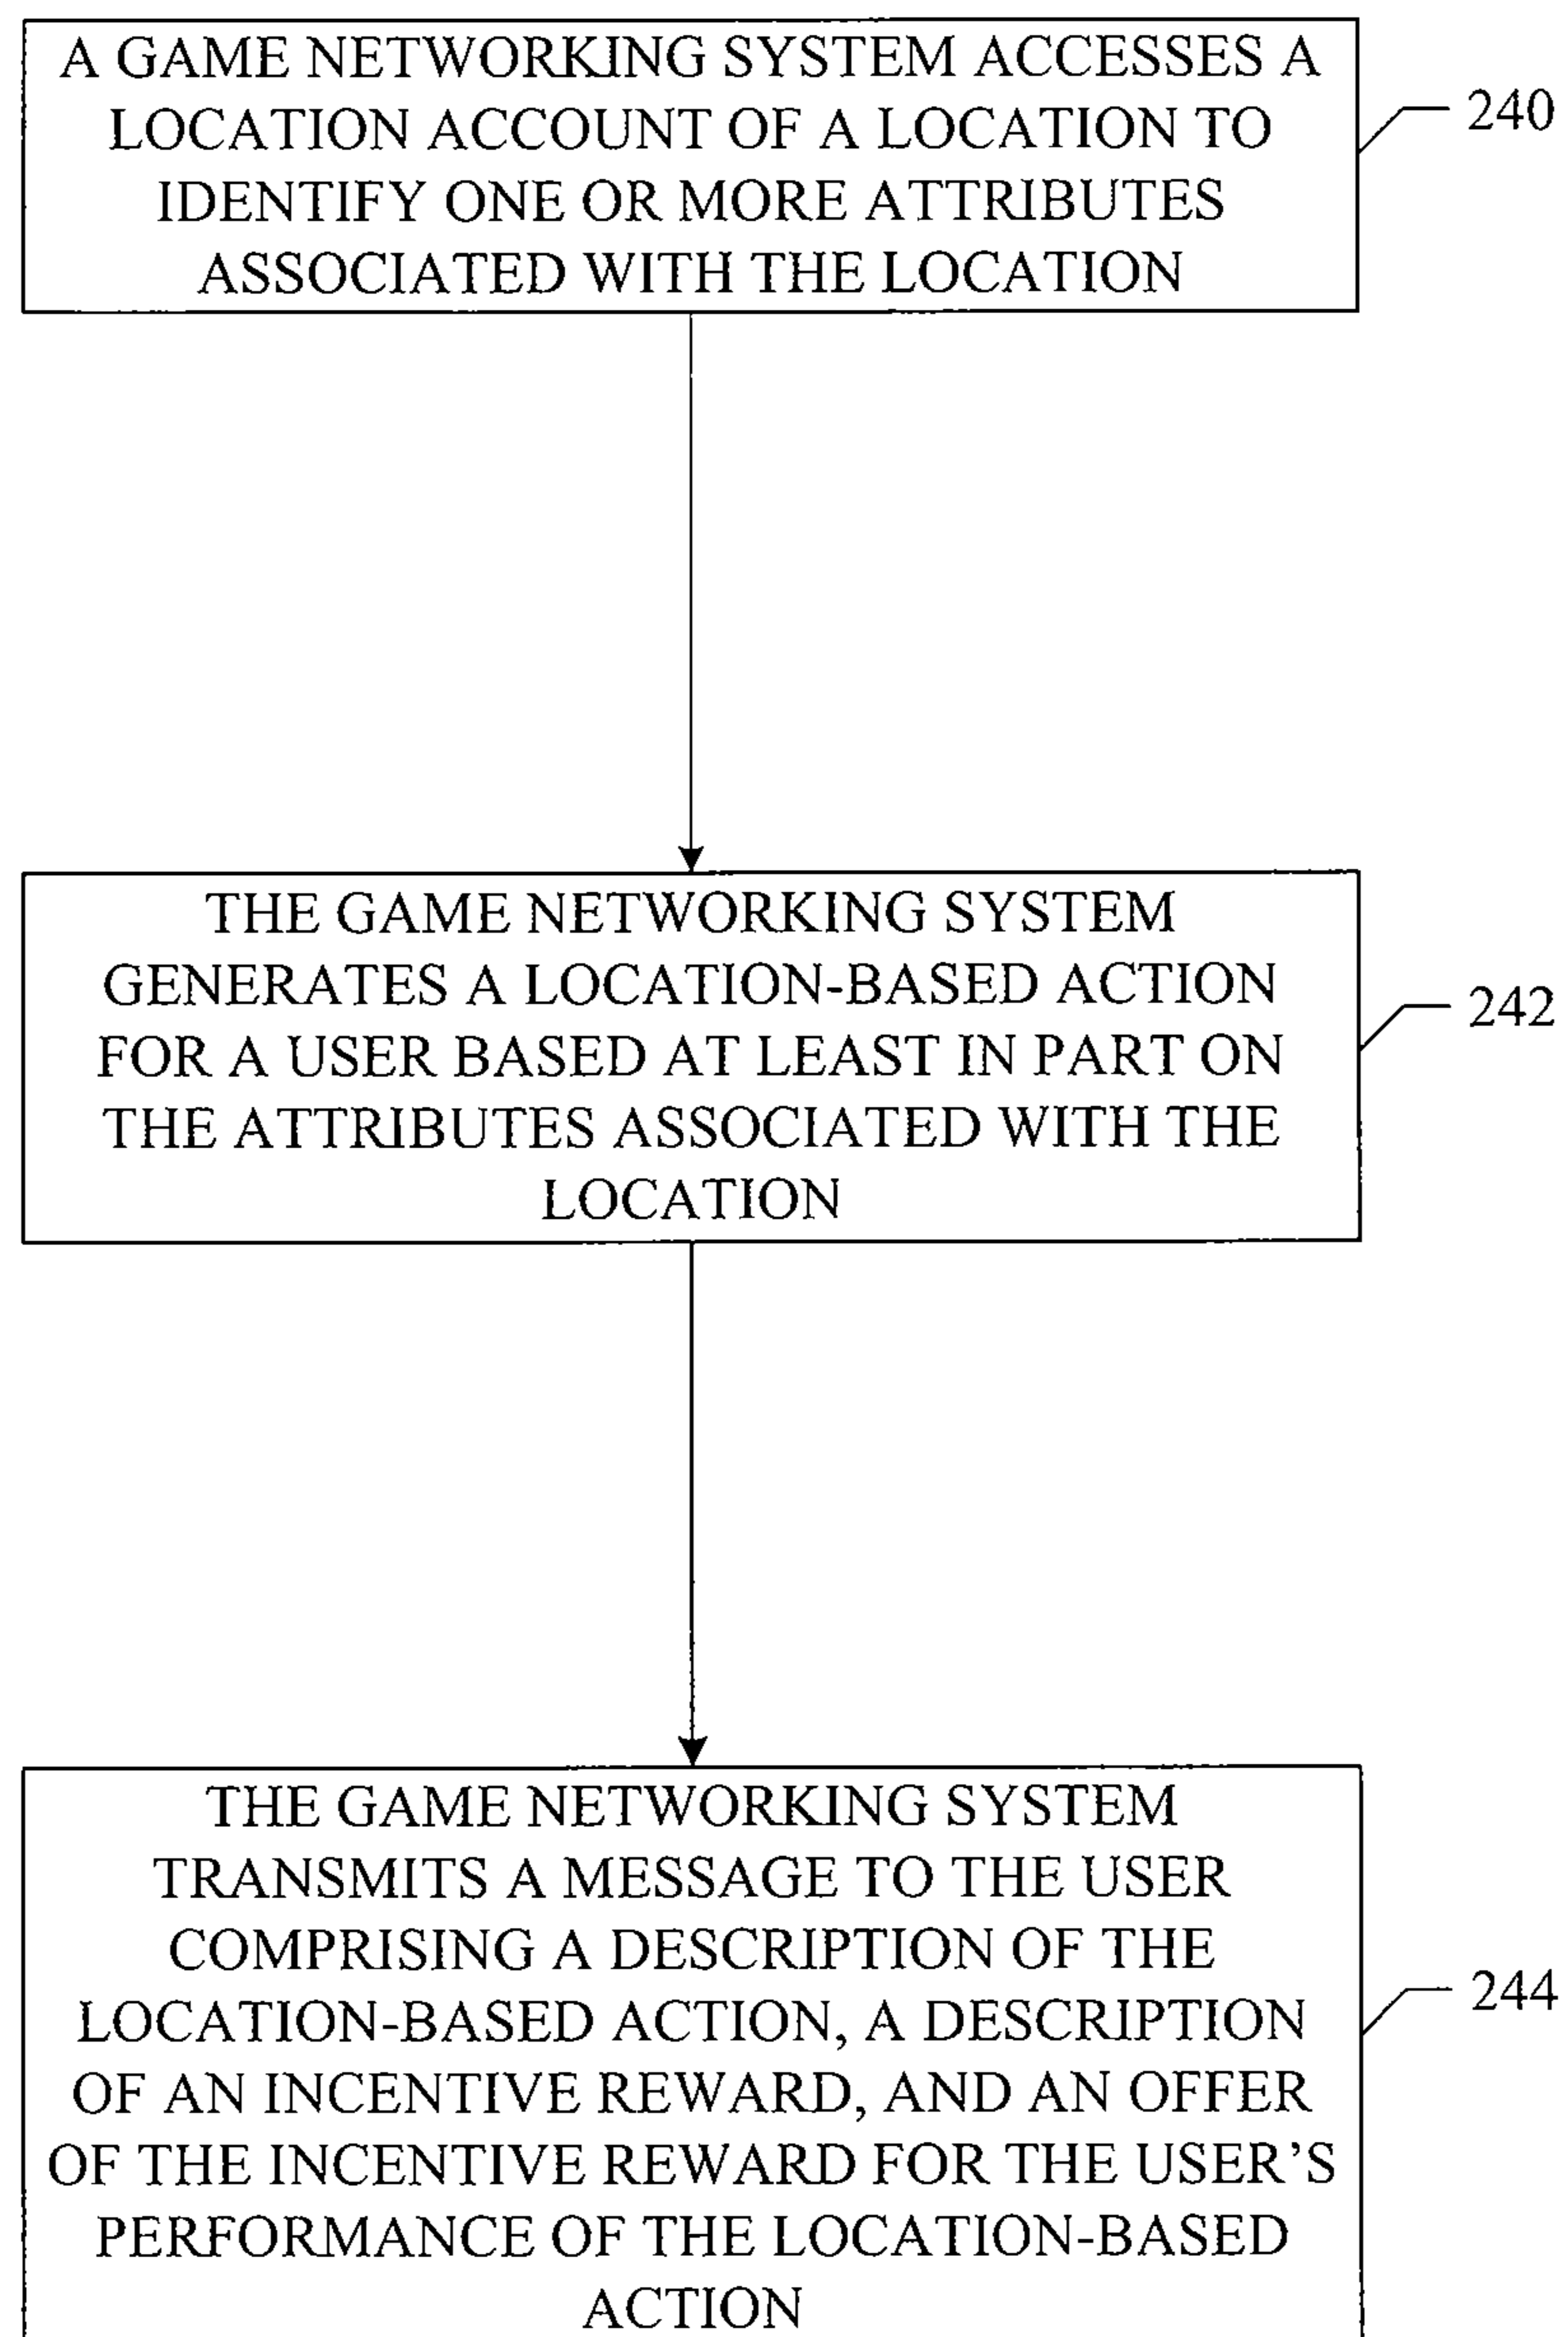 A GAME NETWORKING SYSTEM ACCESSES A
LOCATION ACCOUNT OF A LOCATION TO
IDENTIFY ONE OR MORE ATTRIBUTES
ASSOCIATED WITH THE LOCATION
240
THE GAME NETWORKING SYSTEM
GENERATES A LOCATION-BASED ACTION
FOR A USER BASED AT LEAST IN PART ON
THE ATTRIBUTES ASSOCIATED WITH THE
LOCATION
242
THE GAME NETWORKING SYSTEM
TRANSMITS A MESSAGE TO THE USER
COMPRISING A DESCRIPTION OF THE
LOCATION-BASED ACTION, A DESCRIPTION
OF AN INCENTIVE REWARD, AND AN OFFER
OF THE INCENTIVE REWARD FOR THE USER’S
PERFORMANCE OF THE LOCATION-BASED
ACTION
244